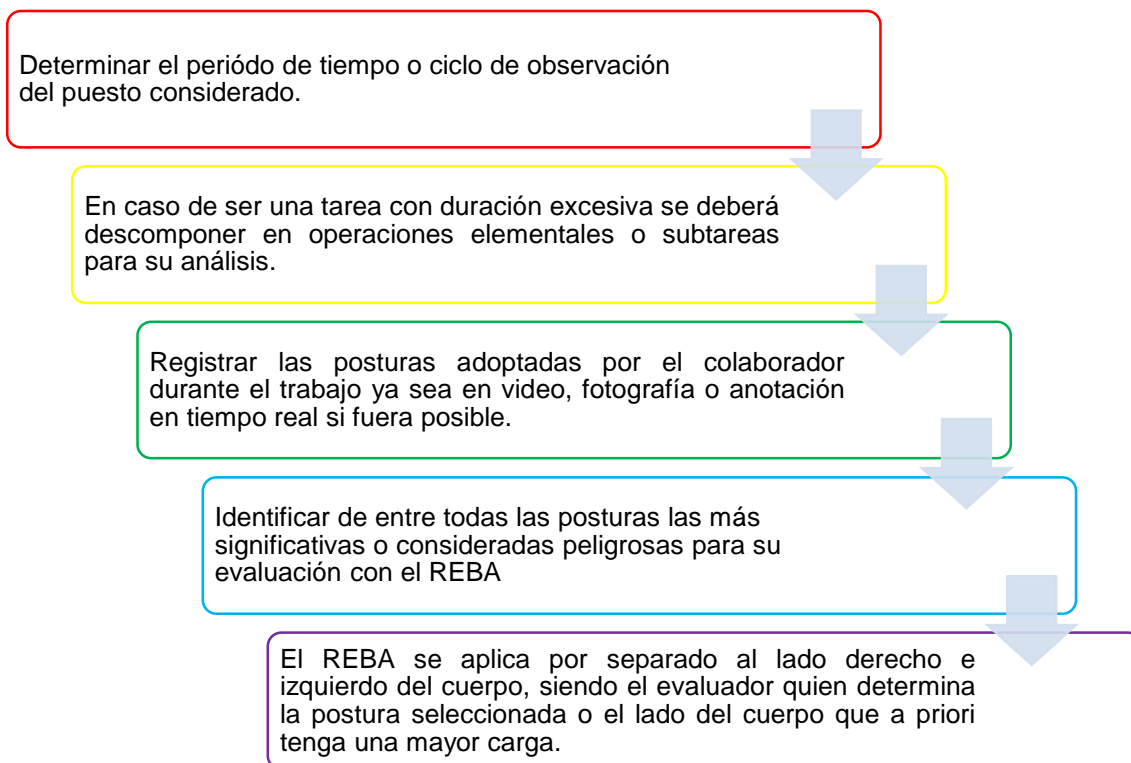 Determinar el periódo de tiempo o ciclo de observación
del puesto considerado.
En caso de ser una tarea con duración excesiva se deberá
descomponer en operaciones elementales o subtareas
para su análisis.
Registrar las posturas adoptadas por el colaborador
durante el trabajo ya sea en video, fotografía o anotación
en tiempo real si fuera posible.
Identificar de entre todas las posturas las más
significativas o consideradas peligrosas para su
evaluación con el REBA
El REBA se aplica por separado al lado derecho e
izquierdo del cuerpo, siendo el evaluador quien determina
la postura seleccionada o el lado del cuerpo que a priori
tenga una mayor carga.